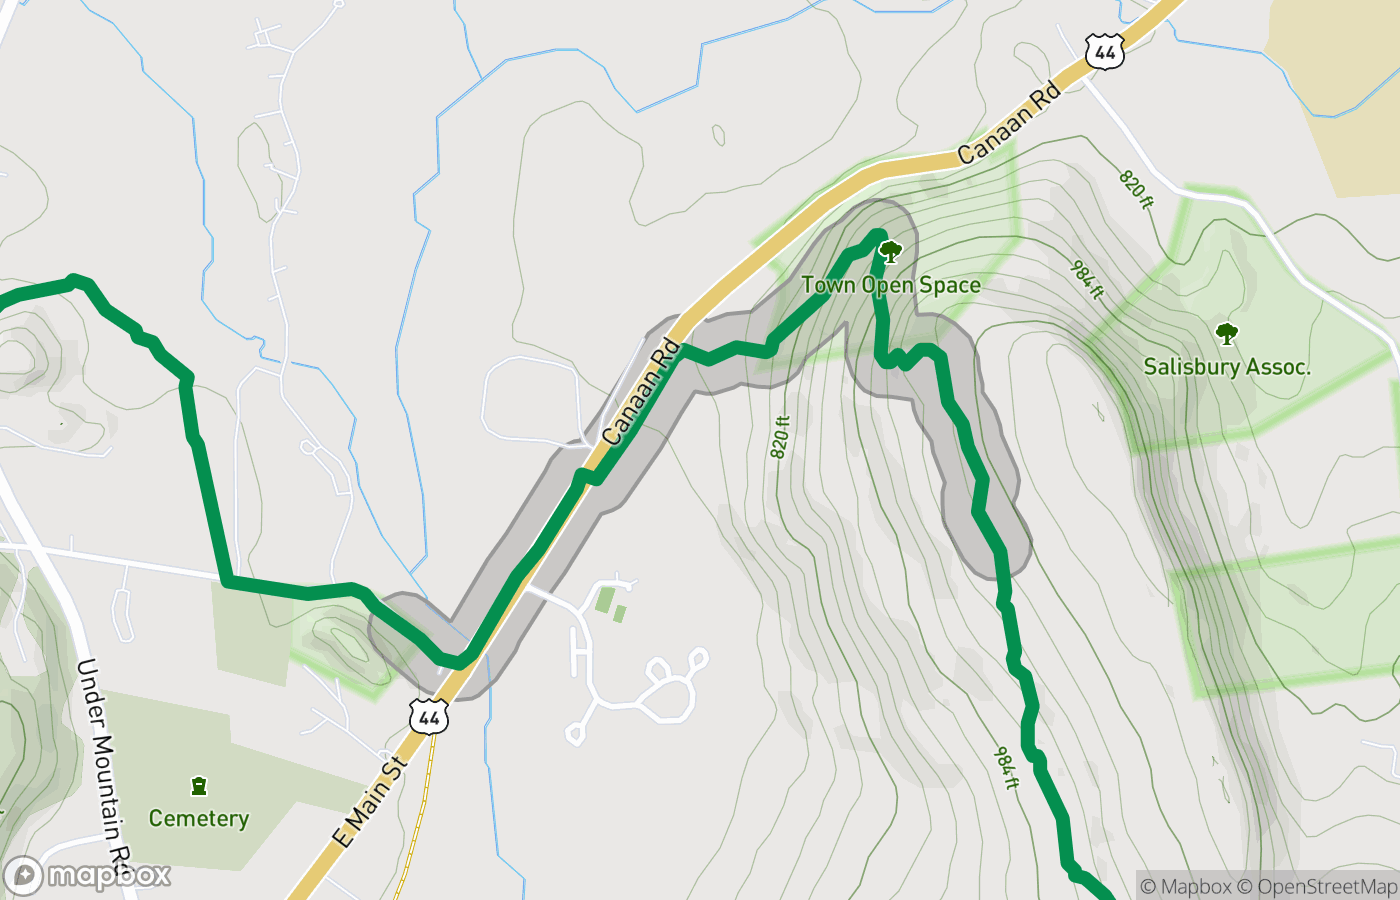 44
Canaan Rd
820 ft
984 ft
Town Open Space
Salisbury Assoc.
Canaan Rd
820 ft
Under Mountain Rd
44
984 ft
E Main St
Cemetery
mapbox
© Mapbox © OpenStreetMap